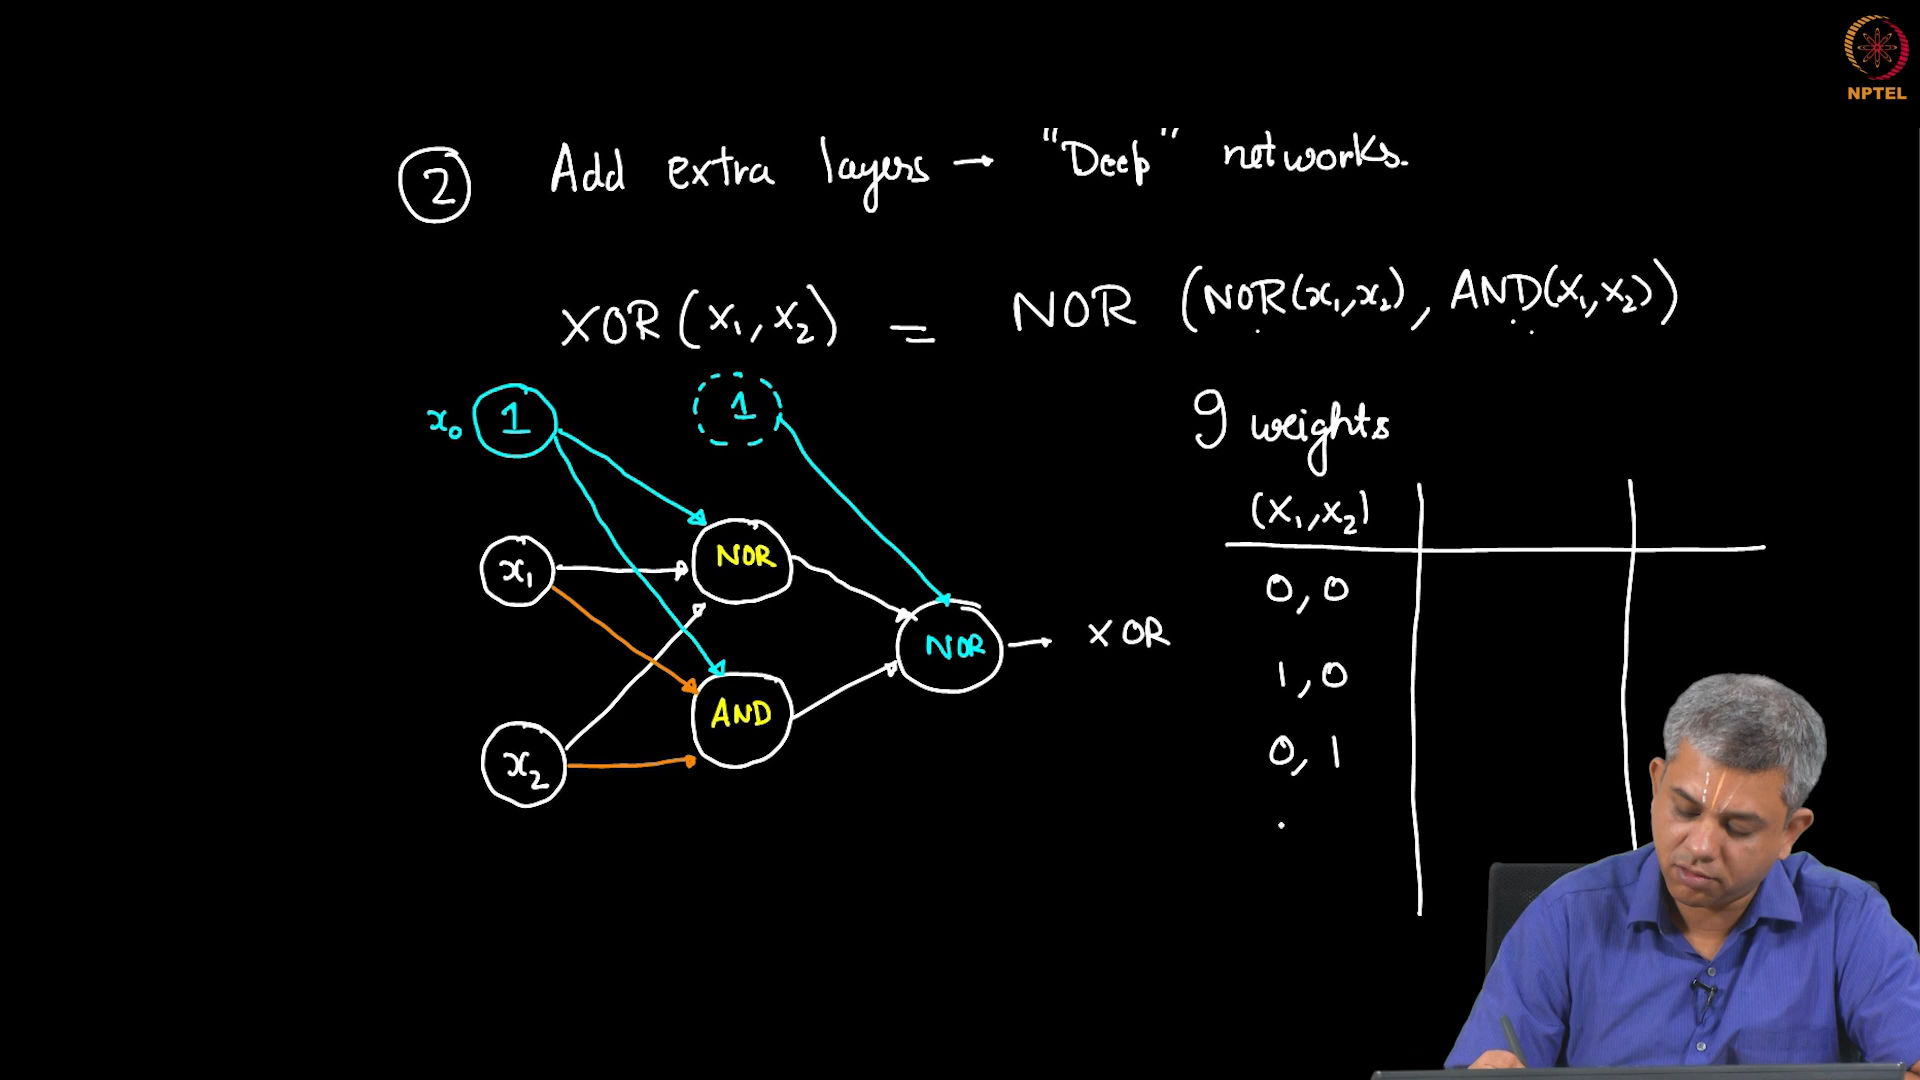 NPTEL
2 Add extra layers → "Deep" networks.
XOR(x₁,x₂) = NOR (NOR(x₁,x₂), AND(x₁,x₂))
x₀ 1 1
9 weights
(x₁,x₂)
x₁ NOR
0,0
NOR → XOR
1,0
x₂ AND
0,1